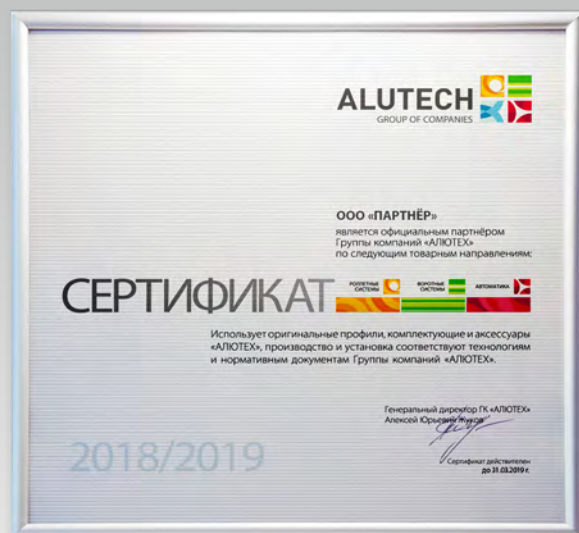 ALUTECH
GROUP OF COMPANIES
ООО «ПАРТНЁР»
является официальным партнёром
Группы компаний «АЛЮТЕХ»
по следующим товарным направлениям:
СЕРТИФИКАТ
РОЛЛЕТНЫЕ СИСТЕМЫ
ВОРОТНЫЕ СИСТЕМЫ
АВТОМАТИКА
Использует оригинальные профили, комплектующие и аксессуары
«АЛЮТЕХ», производство и установка соответствуют технологиям
и нормативным документам Группы компаний «АЛЮТЕХ».
Генеральный директор ГК «АЛЮТЕХ»
Алексей Юрьевич Жуков
2018/2019
Сертификат действителен
до 31.03.2019 г.